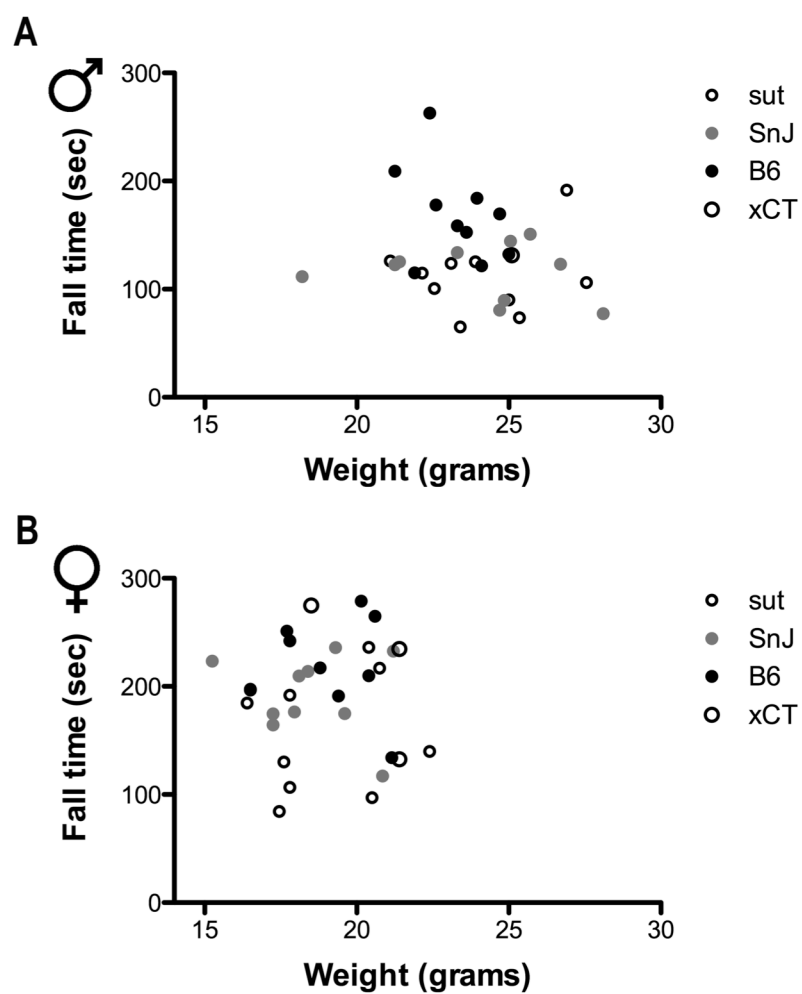 A
♂
300
200
100
0
Fall time (sec)
15 20 25 30
Weight (grams)
sut
SnJ
B6
xCT
B
♀
300
200
100
0
Fall time (sec)
15 20 25 30
Weight (grams)
sut
SnJ
B6
xCT